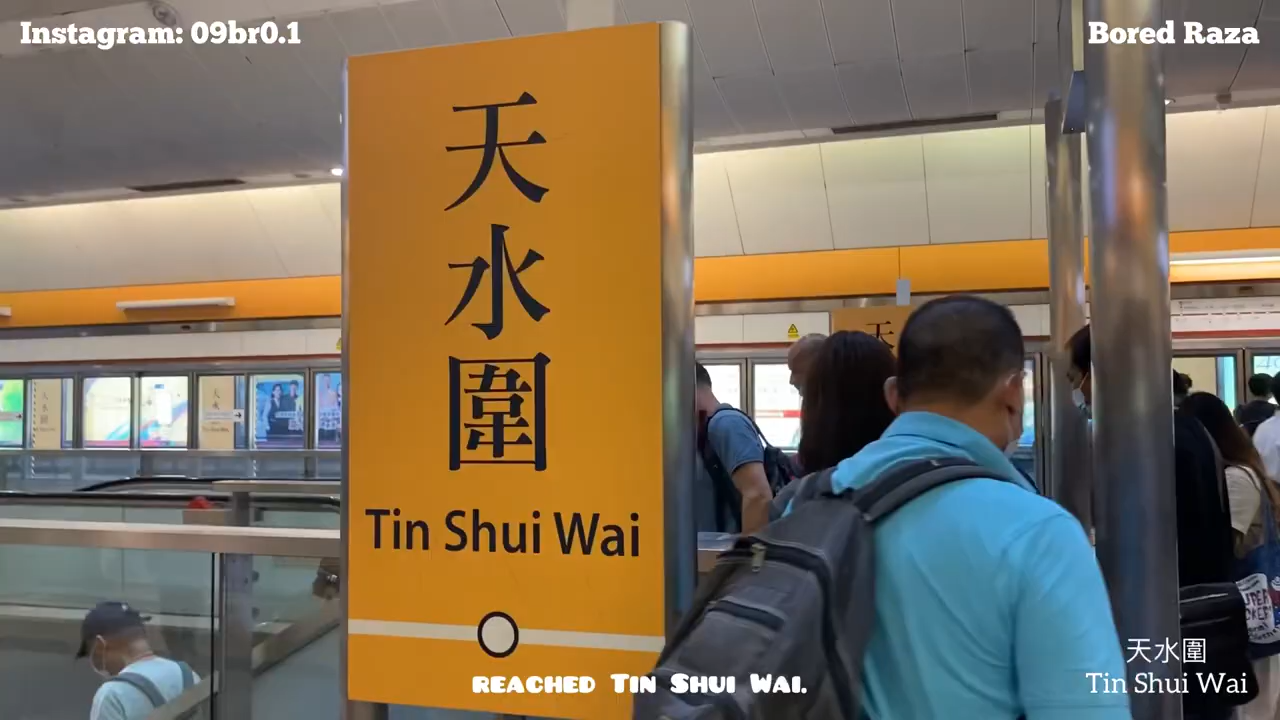 Instagram: 09br0.1
Bored Raza
天水圍
Tin Shui Wai
天
REACHED TIN SHUI WAI.
天水圍
Tin Shui Wai